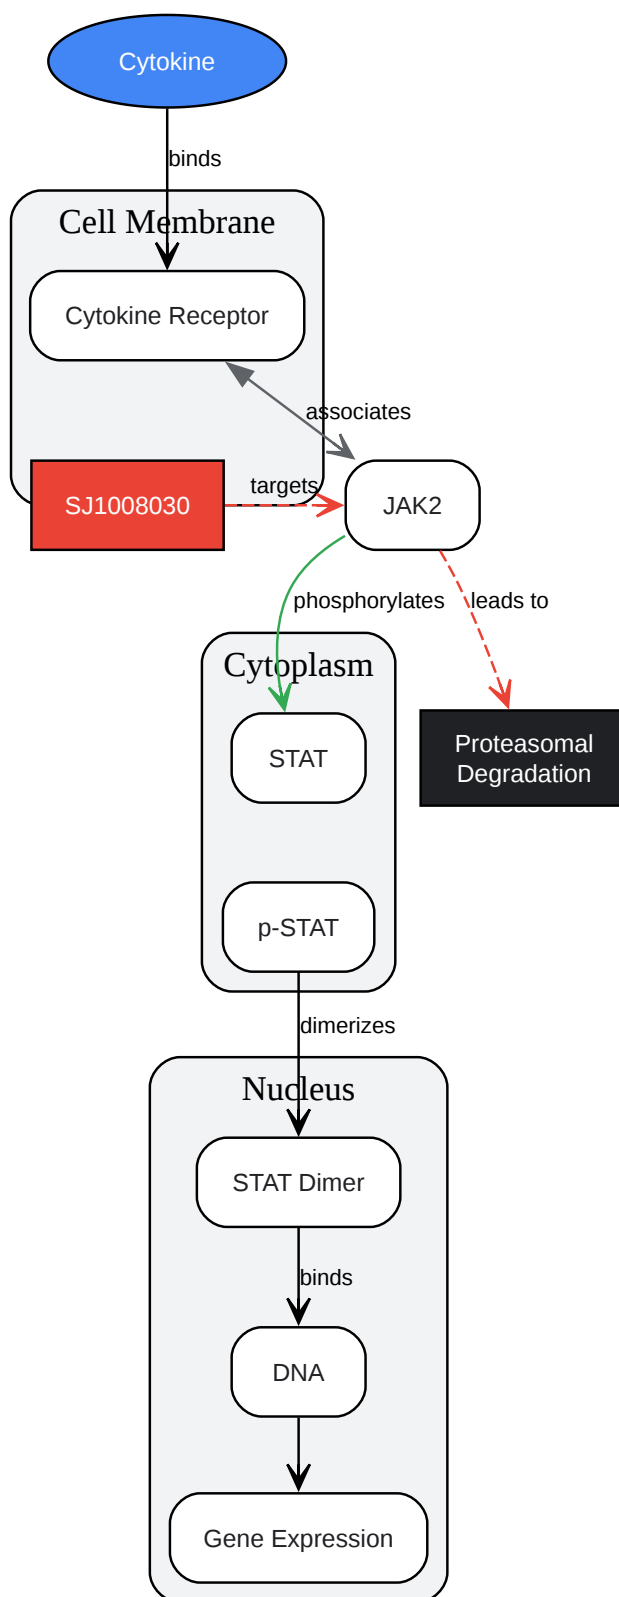 Cytokine
binds
Cell Membrane
Cytokine Receptor
associates
SJ1008030
targets
JAK2
phosphorylates
leads to
Cytoplasm
STAT
Proteasomal
Degradation
p-STAT
dimerizes
Nucleus
STAT Dimer
binds
DNA
Gene Expression